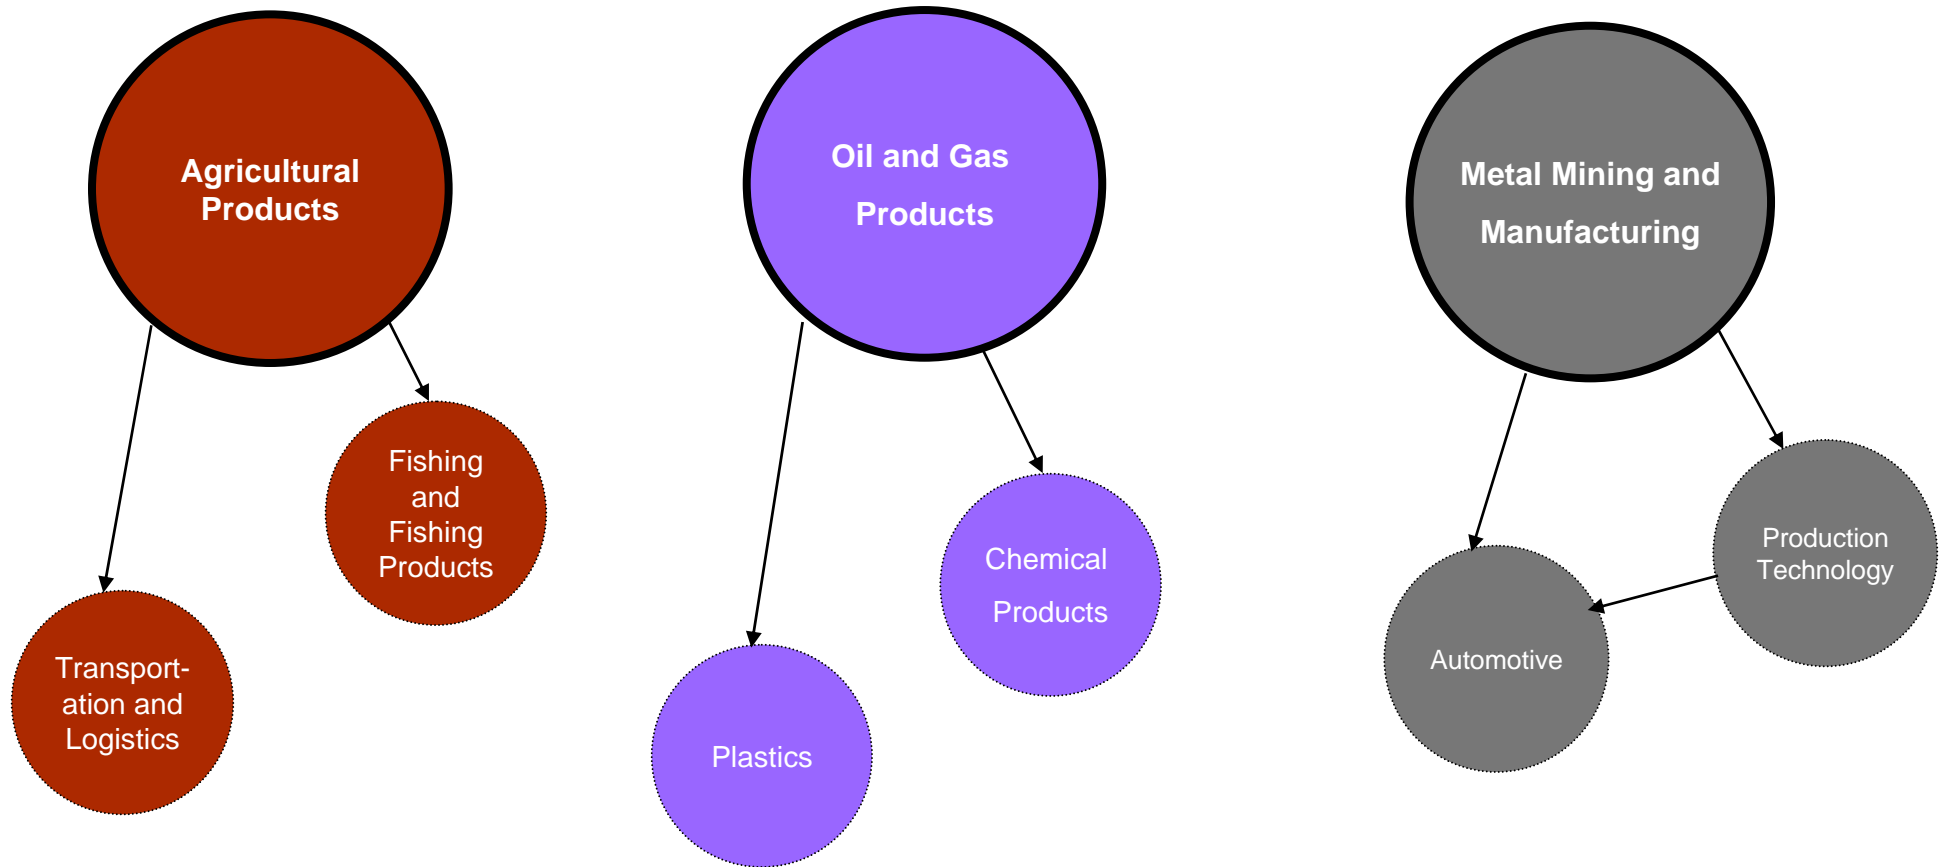 Agricultural
Products
Oil and Gas
Products
Metal Mining and
Manufacturing
Fishing
and
Fishing
Products
Transport-
ation and
Logistics
Chemical
Products
Plastics
Production
Technology
Automotive